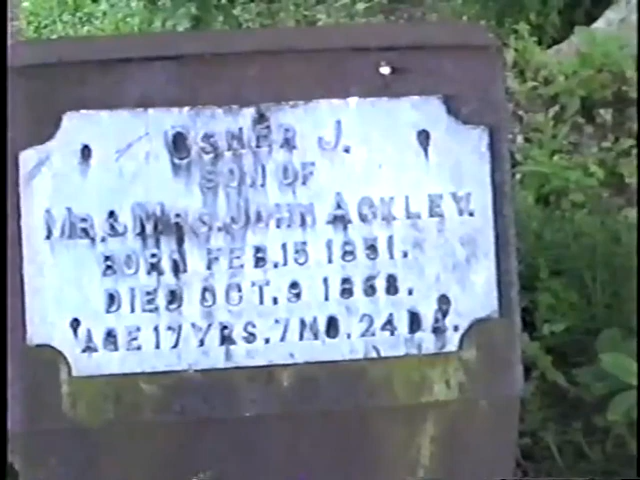 J.
SON OF
MR. & MRS. JOHN ACKLEY.
BORN FEB. 15 1851.
DIED OCT. 9 1868.
AGE 17 YRS. 7 MO. 24 DA.